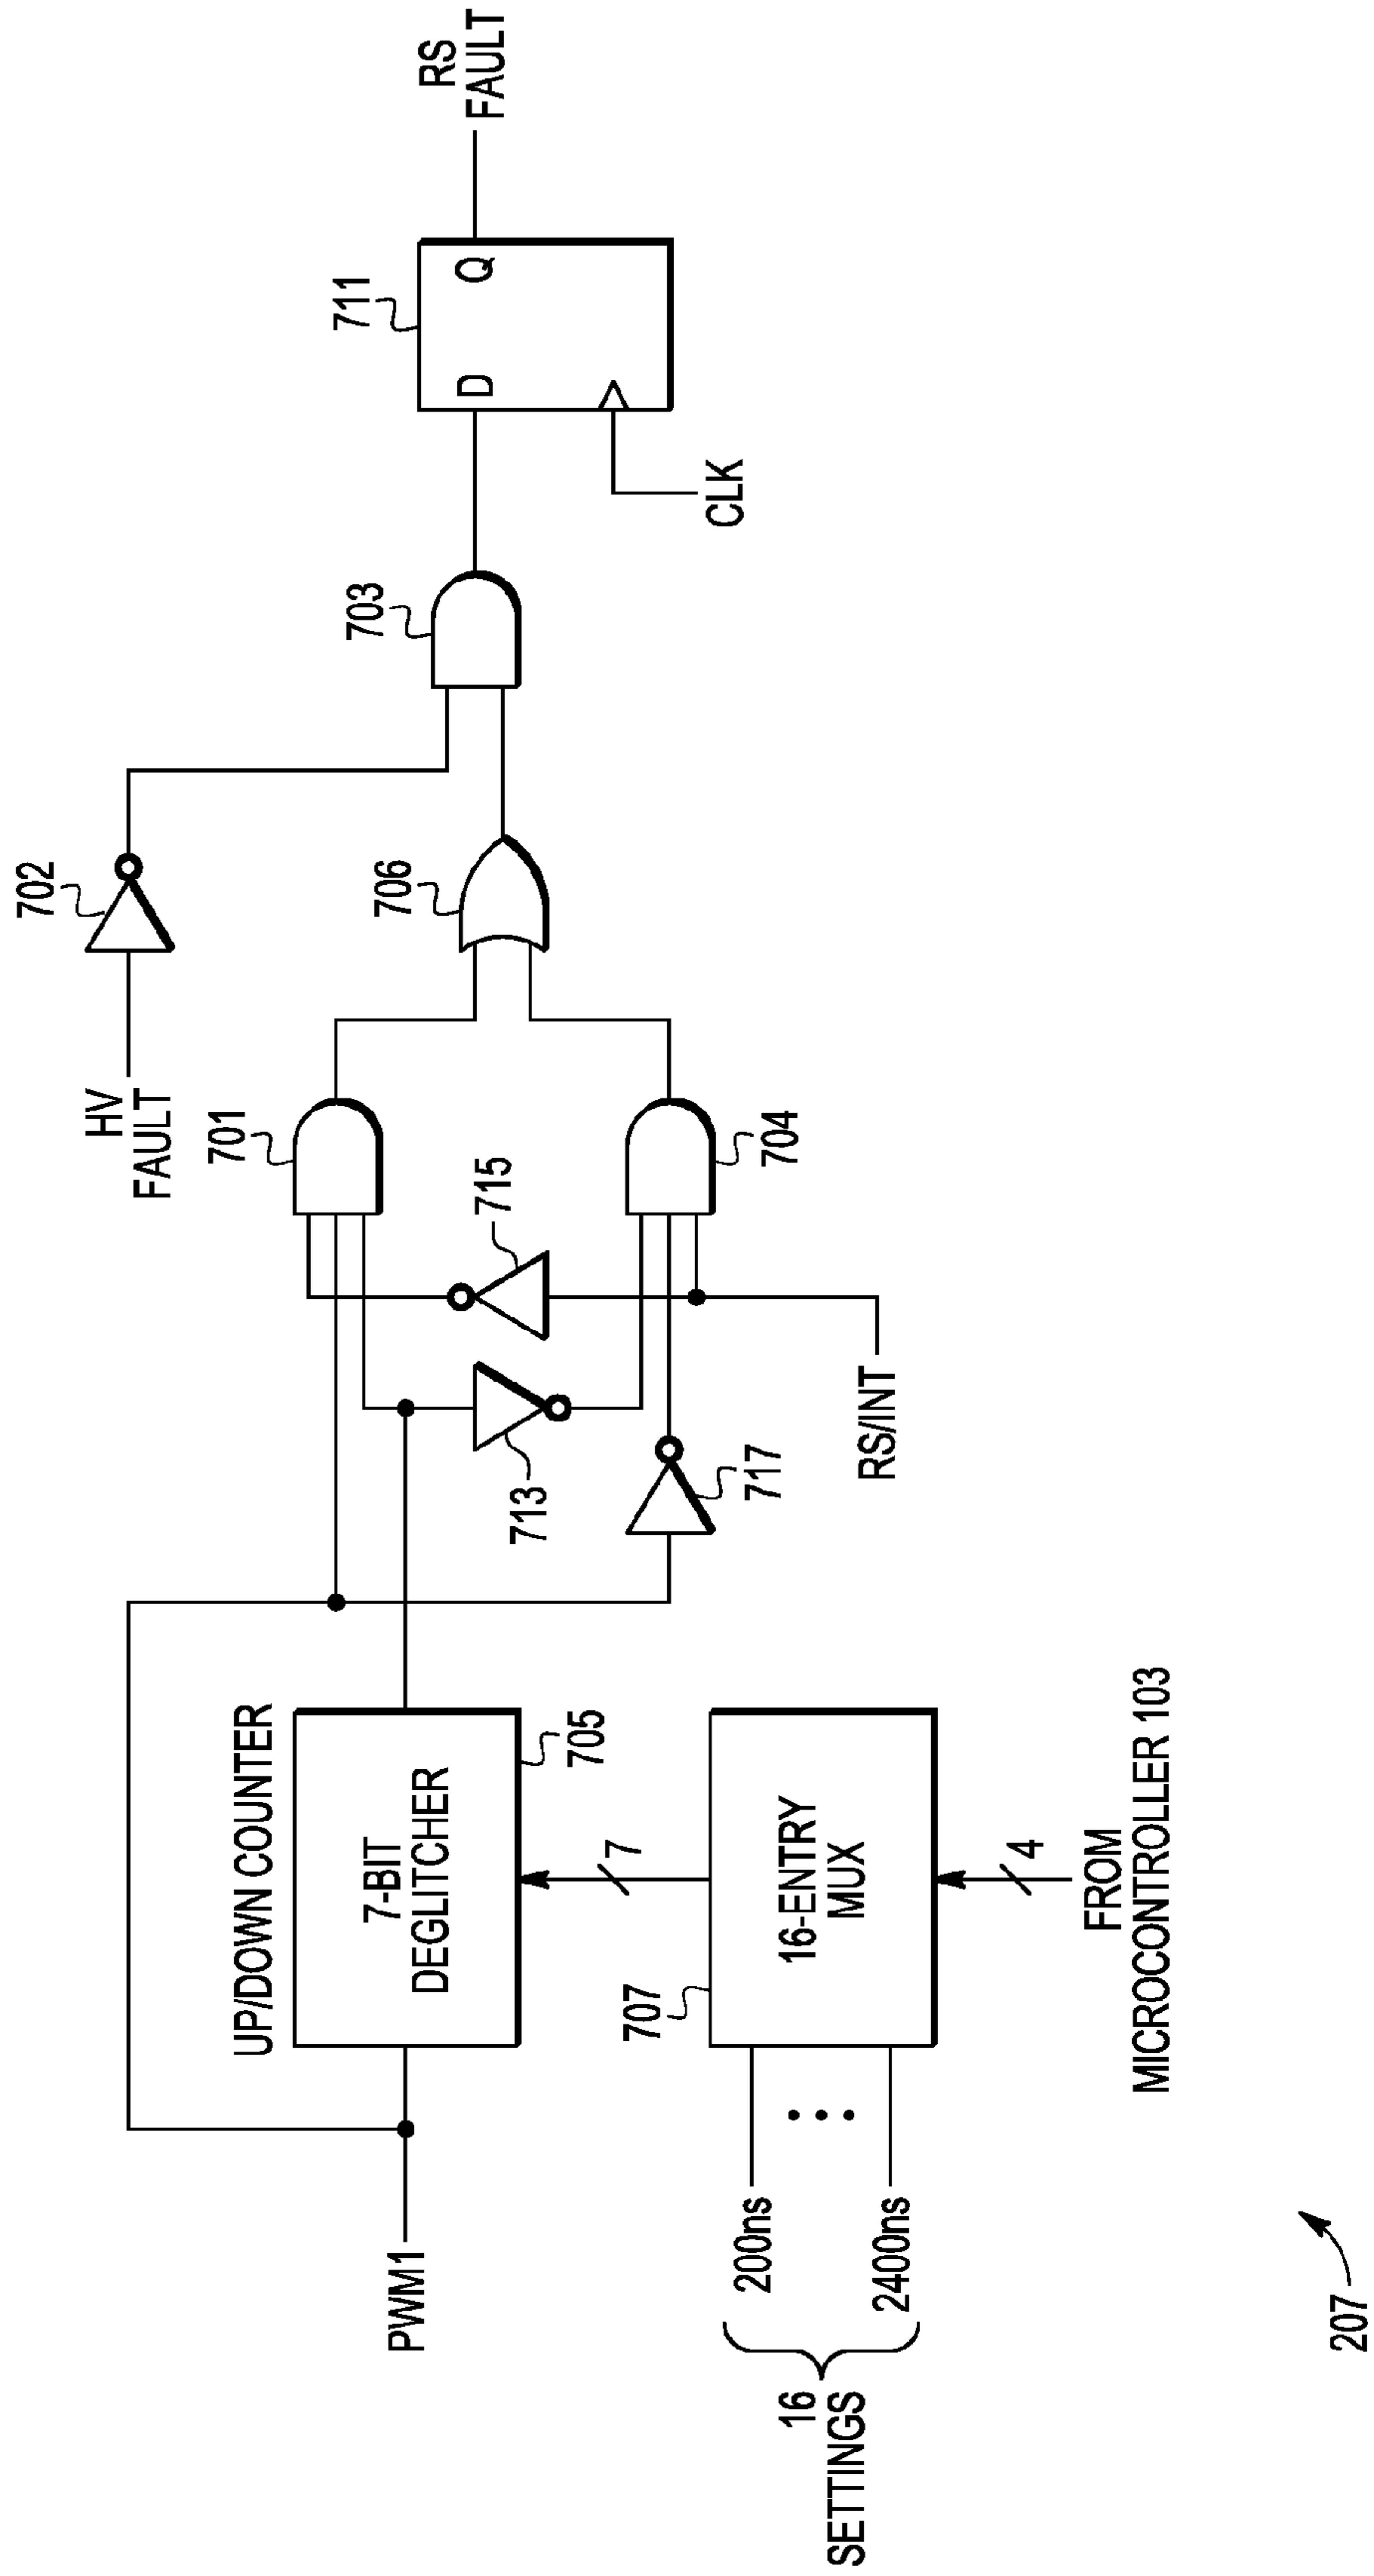 HV
FAULT
702
UP/DOWN COUNTER
7-BIT
DEGLITCHER
705
701
715
713
717
704
706
703
711
D
Q
RS
FAULT
CLK
PWM1
RS/INT
7
707
16-ENTRY
MUX
4
FROM
MICROCONTROLLER 103
200ns
2400ns
16
SETTINGS
207